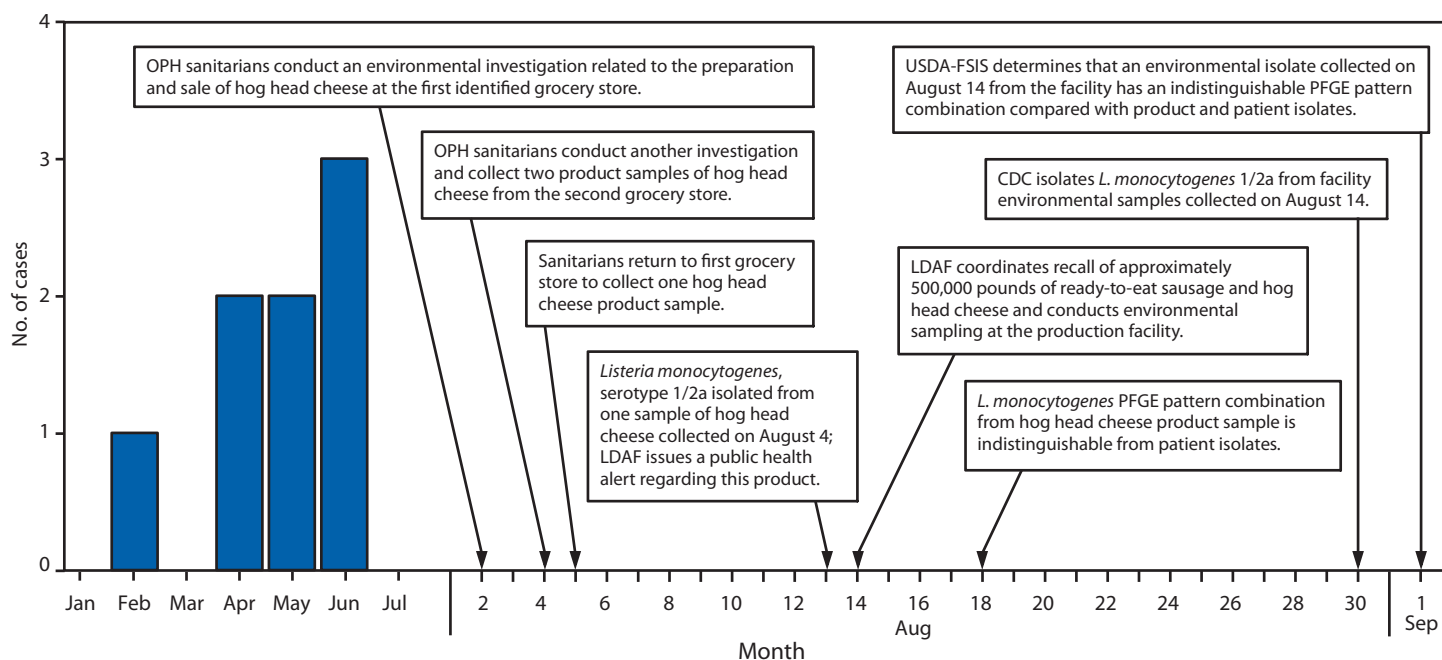 4
3
2
1
0
No. of cases
OPH sanitarians conduct an environmental investigation related to the preparation
and sale of hog head cheese at the first identified grocery store.
OPH sanitarians conduct another investigation
and collect two product samples of hog head
cheese from the second grocery store.
Sanitarians return to first grocery
store to collect one hog head
cheese product sample.
Listeria monocytogenes,
serotype 1/2a isolated from
one sample of hog head
cheese collected on August 4;
LDAF issues a public health
alert regarding this product.
USDA-FSIS determines that an environmental isolate collected on
August 14 from the facility has an indistinguishable PFGE pattern
combination compared with product and patient isolates.
CDC isolates L. monocytogenes 1/2a from facility
environmental samples collected on August 14.
LDAF coordinates recall of approximately
500,000 pounds of ready-to-eat sausage and hog
head cheese and conducts environmental
sampling at the production facility.
L. monocytogenes PFGE pattern combination
from hog head cheese product sample is
indistinguishable from patient isolates.
Jan Feb Mar Apr May Jun Jul 2 4 6 8 10 12 14 16 18 20 22 24 26 28 30 1
Aug Sep
Month